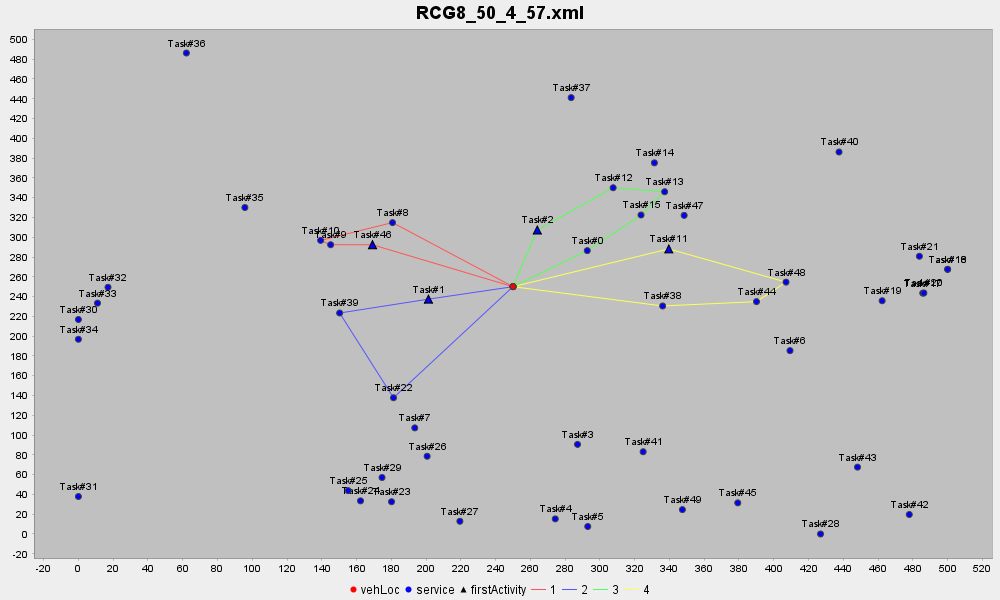 RCG8_50_4_57.xml
500
480
460
440
420
400
380
360
340
320
300
280
260
240
220
200
180
160
140
120
100
80
60
40
20
0
-20
Task#36
Task#37
Task#40
Task#14
Task#12
Task#13
Task#35
Task#15
Task#47
Task#8
Task#2
Task#10
Task#9
Task#46
Task#0
Task#11
Task#21
Task#18
Task#32
Task#48
Task#33
Task#1
Task#20
Task#19
Task#39
Task#38
Task#44
Task#30
Task#34
Task#6
Task#22
Task#7
Task#3
Task#41
Task#26
Task#43
Task#29
Task#25
Task#24
Task#23
Task#31
Task#45
Task#49
Task#42
Task#4
Task#27
Task#5
Task#28
-20 0 20 40 60 80 100 120 140 160 180 200 220 240 260 280 300 320 340 360 380 400 420 440 460 480 500 520
vehLoc service firstActivity 1 2 3 4